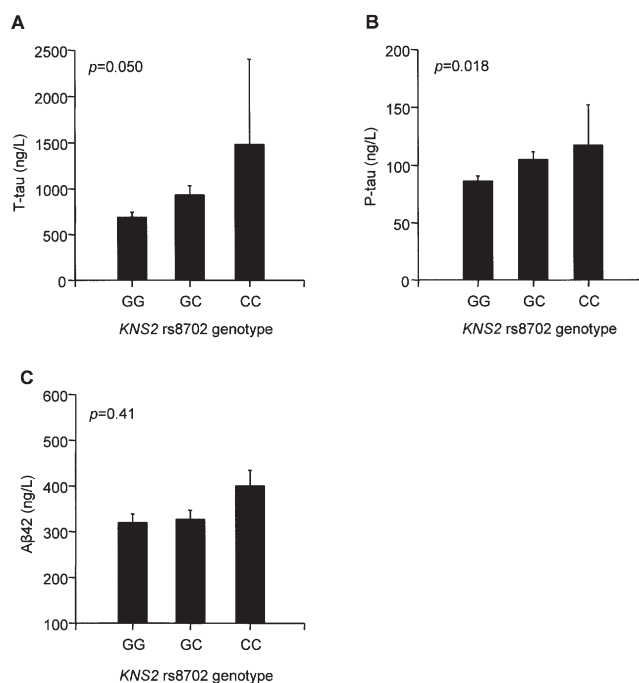 A
T-tau (ng/L)
2500
2000
1500
1000
500
0
p=0.050
GG GC CC
KNS2 rs8702 genotype
B
P-tau (ng/L)
200
150
100
50
0
p=0.018
GG GC CC
KNS2 rs8702 genotype
C
Aβ42 (ng/L)
600
500
400
300
200
100
p=0.41
GG GC CC
KNS2 rs8702 genotype